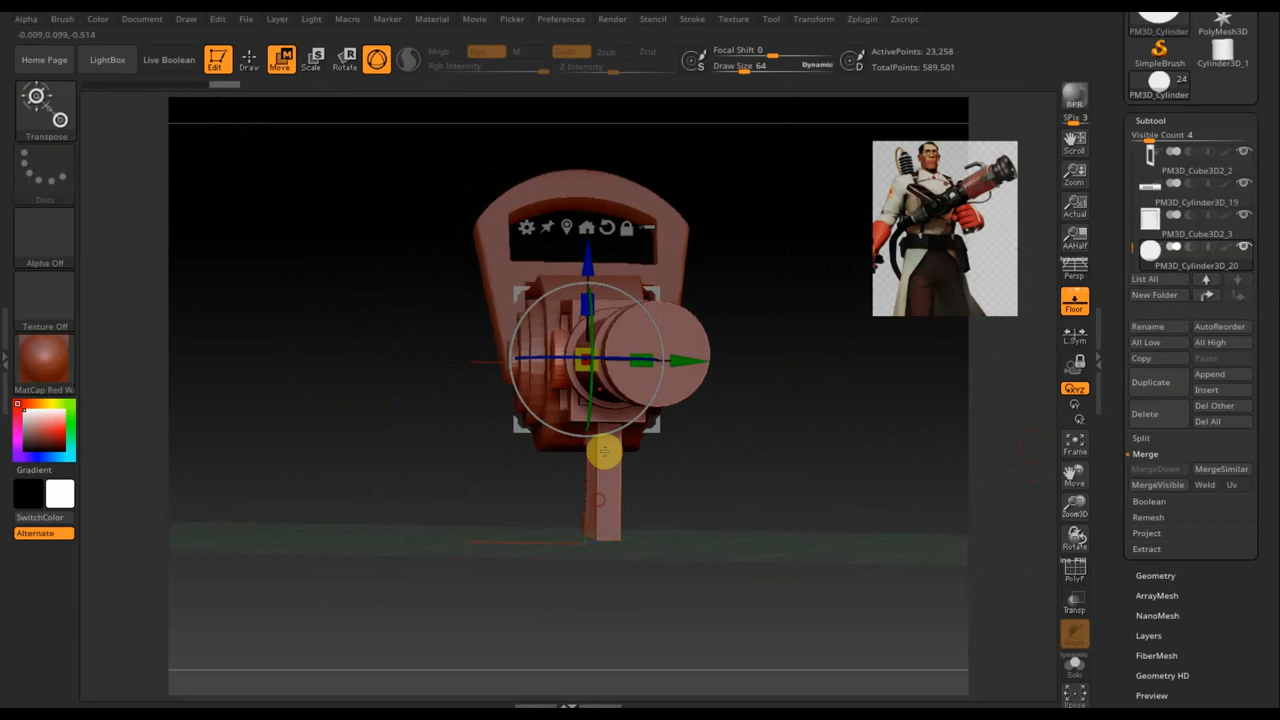 Alpha Brush Color Document Draw Edit File Layer Light Macro Marker Material Movie Picker Preferences Render Stencil Stroke Texture Tool Transform Zplugin Zscript
-0.009,0.099,-0.514
Home Page LightBox Live Boolean Edit Draw Move Scale Rotate
Mrgb Rgb M Zadd Zsub Zcut
Rgb Intensity Z Intensity
Focal Shift 0
Draw Size 64 Dynamic
S D
ActivePoints: 23,258
TotalPoints: 589,501
Transpose
Dots
Alpha Off
Texture Off
MatCap Red W
Gradient
SwitchColor
Alternate
BPR
SPix 3
Scroll
Zoom
Actual
AAHalf
Dynamic
Persp
Floor
L.Sym
XYZ
Frame
Move
Zoom3D
Rotate
Line Fill
PolyF
Transp
Dynamic
Solo
Xpose
PM3D_Cylinder PolyMesh3D
SimpleBrush Cylinder3D_1
24
PM3D_Cylinder
Subtool
Visible Count 4
PM3D_Cube3D2_2
PM3D_Cylinder3D_19
PM3D_Cube3D2_3
PM3D_Cylinder3D_20
List All
New Folder
Rename AutoReorder
All Low All High
Copy Paste
Duplicate Append
Insert
Delete Del Other
Del All
Split
Merge
MergeDown MergeSimilar
MergeVisible Weld Uv
Boolean
Remesh
Project
Extract
Geometry
ArrayMesh
NanoMesh
Layers
FiberMesh
Geometry HD
Preview